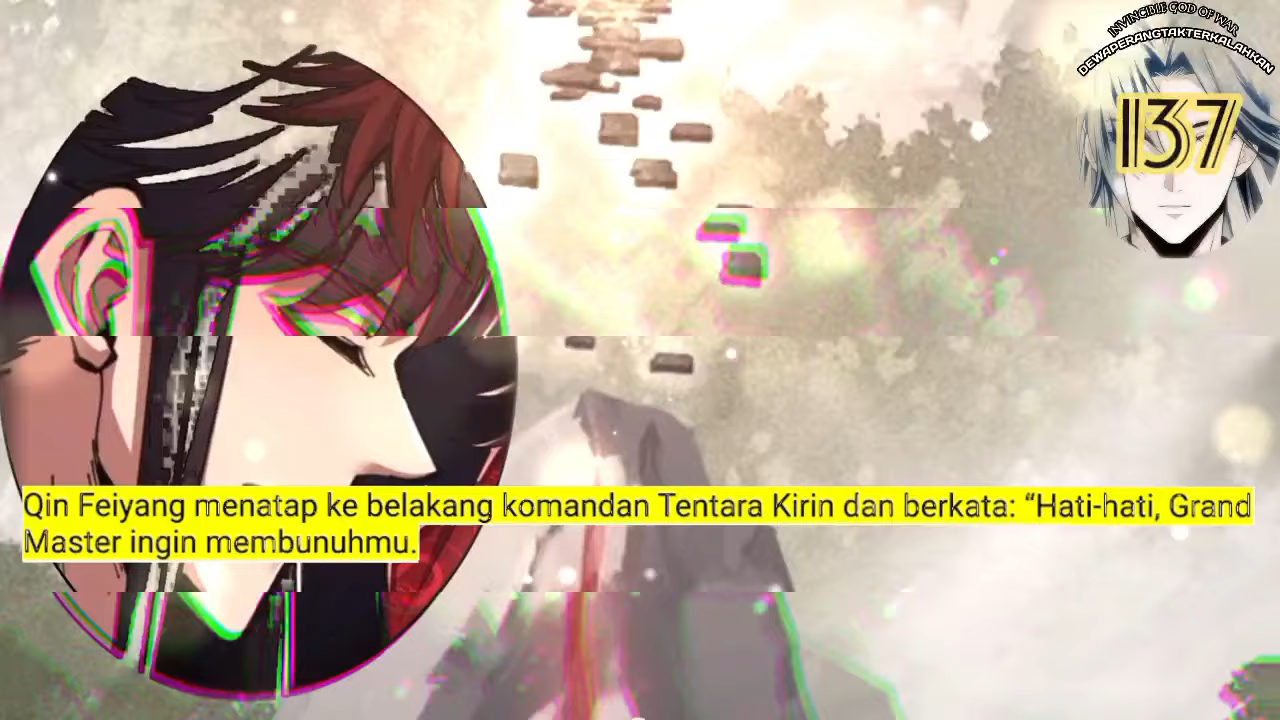 INVINCIBLE GOD OF WAR
DEWAPERANGTAKTERKALAHKAN
137
Qin Feiyang menatap ke belakang komandan Tentara Kirin dan berkata: “Hati-hati, Grand
Master ingin membunuhmu.